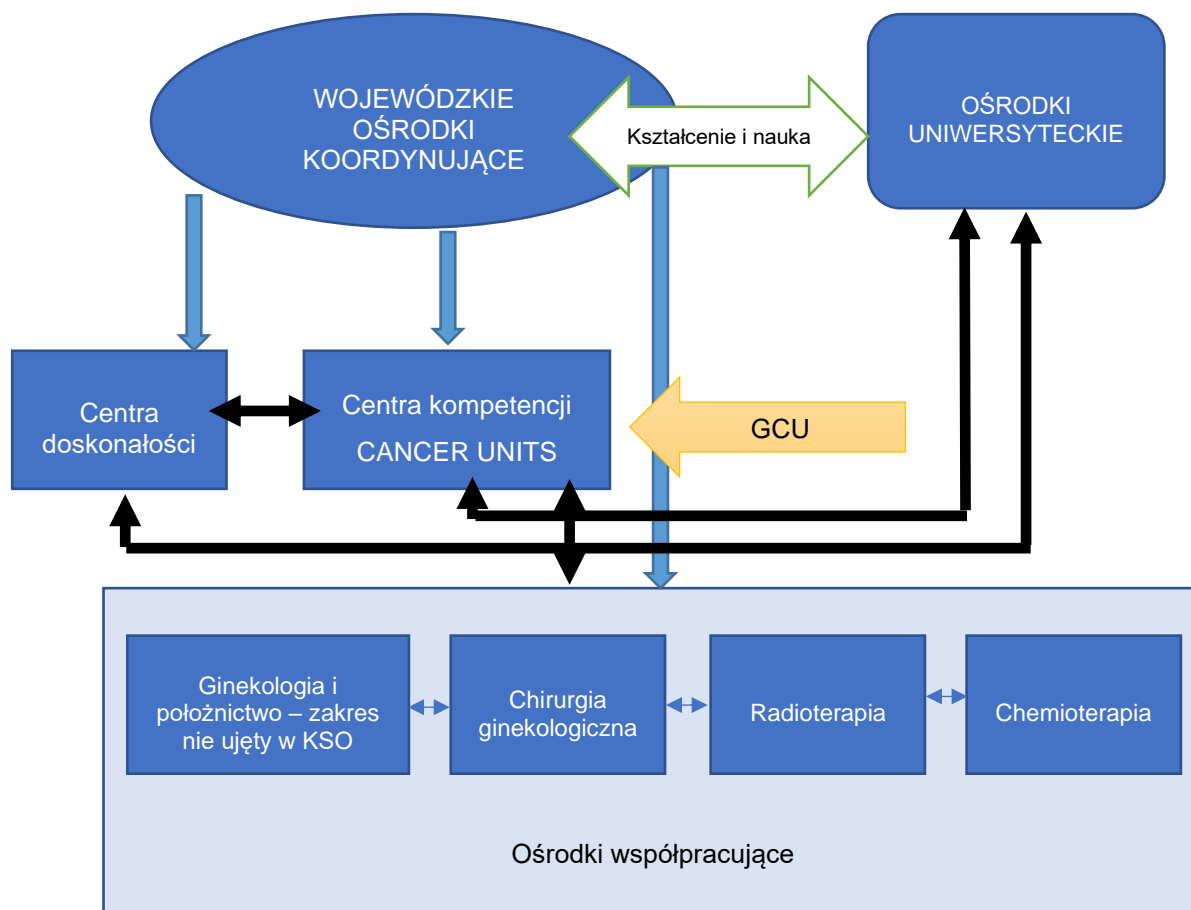 WOJEWÓDZKIE
OŚRODKI
KOORDYNUJĄCE
Kształcenie i nauka
OŚRODKI
UNIWERSYTECKIE
Centra
doskonałości
Centra kompetencji
CANCER UNITS
GCU
Ginekologia i
położnictwo – zakres
nie ujęty w KSO
Chirurgia
ginekologiczna
Radioterapia
Chemioterapia
Ośrodki współpracujące